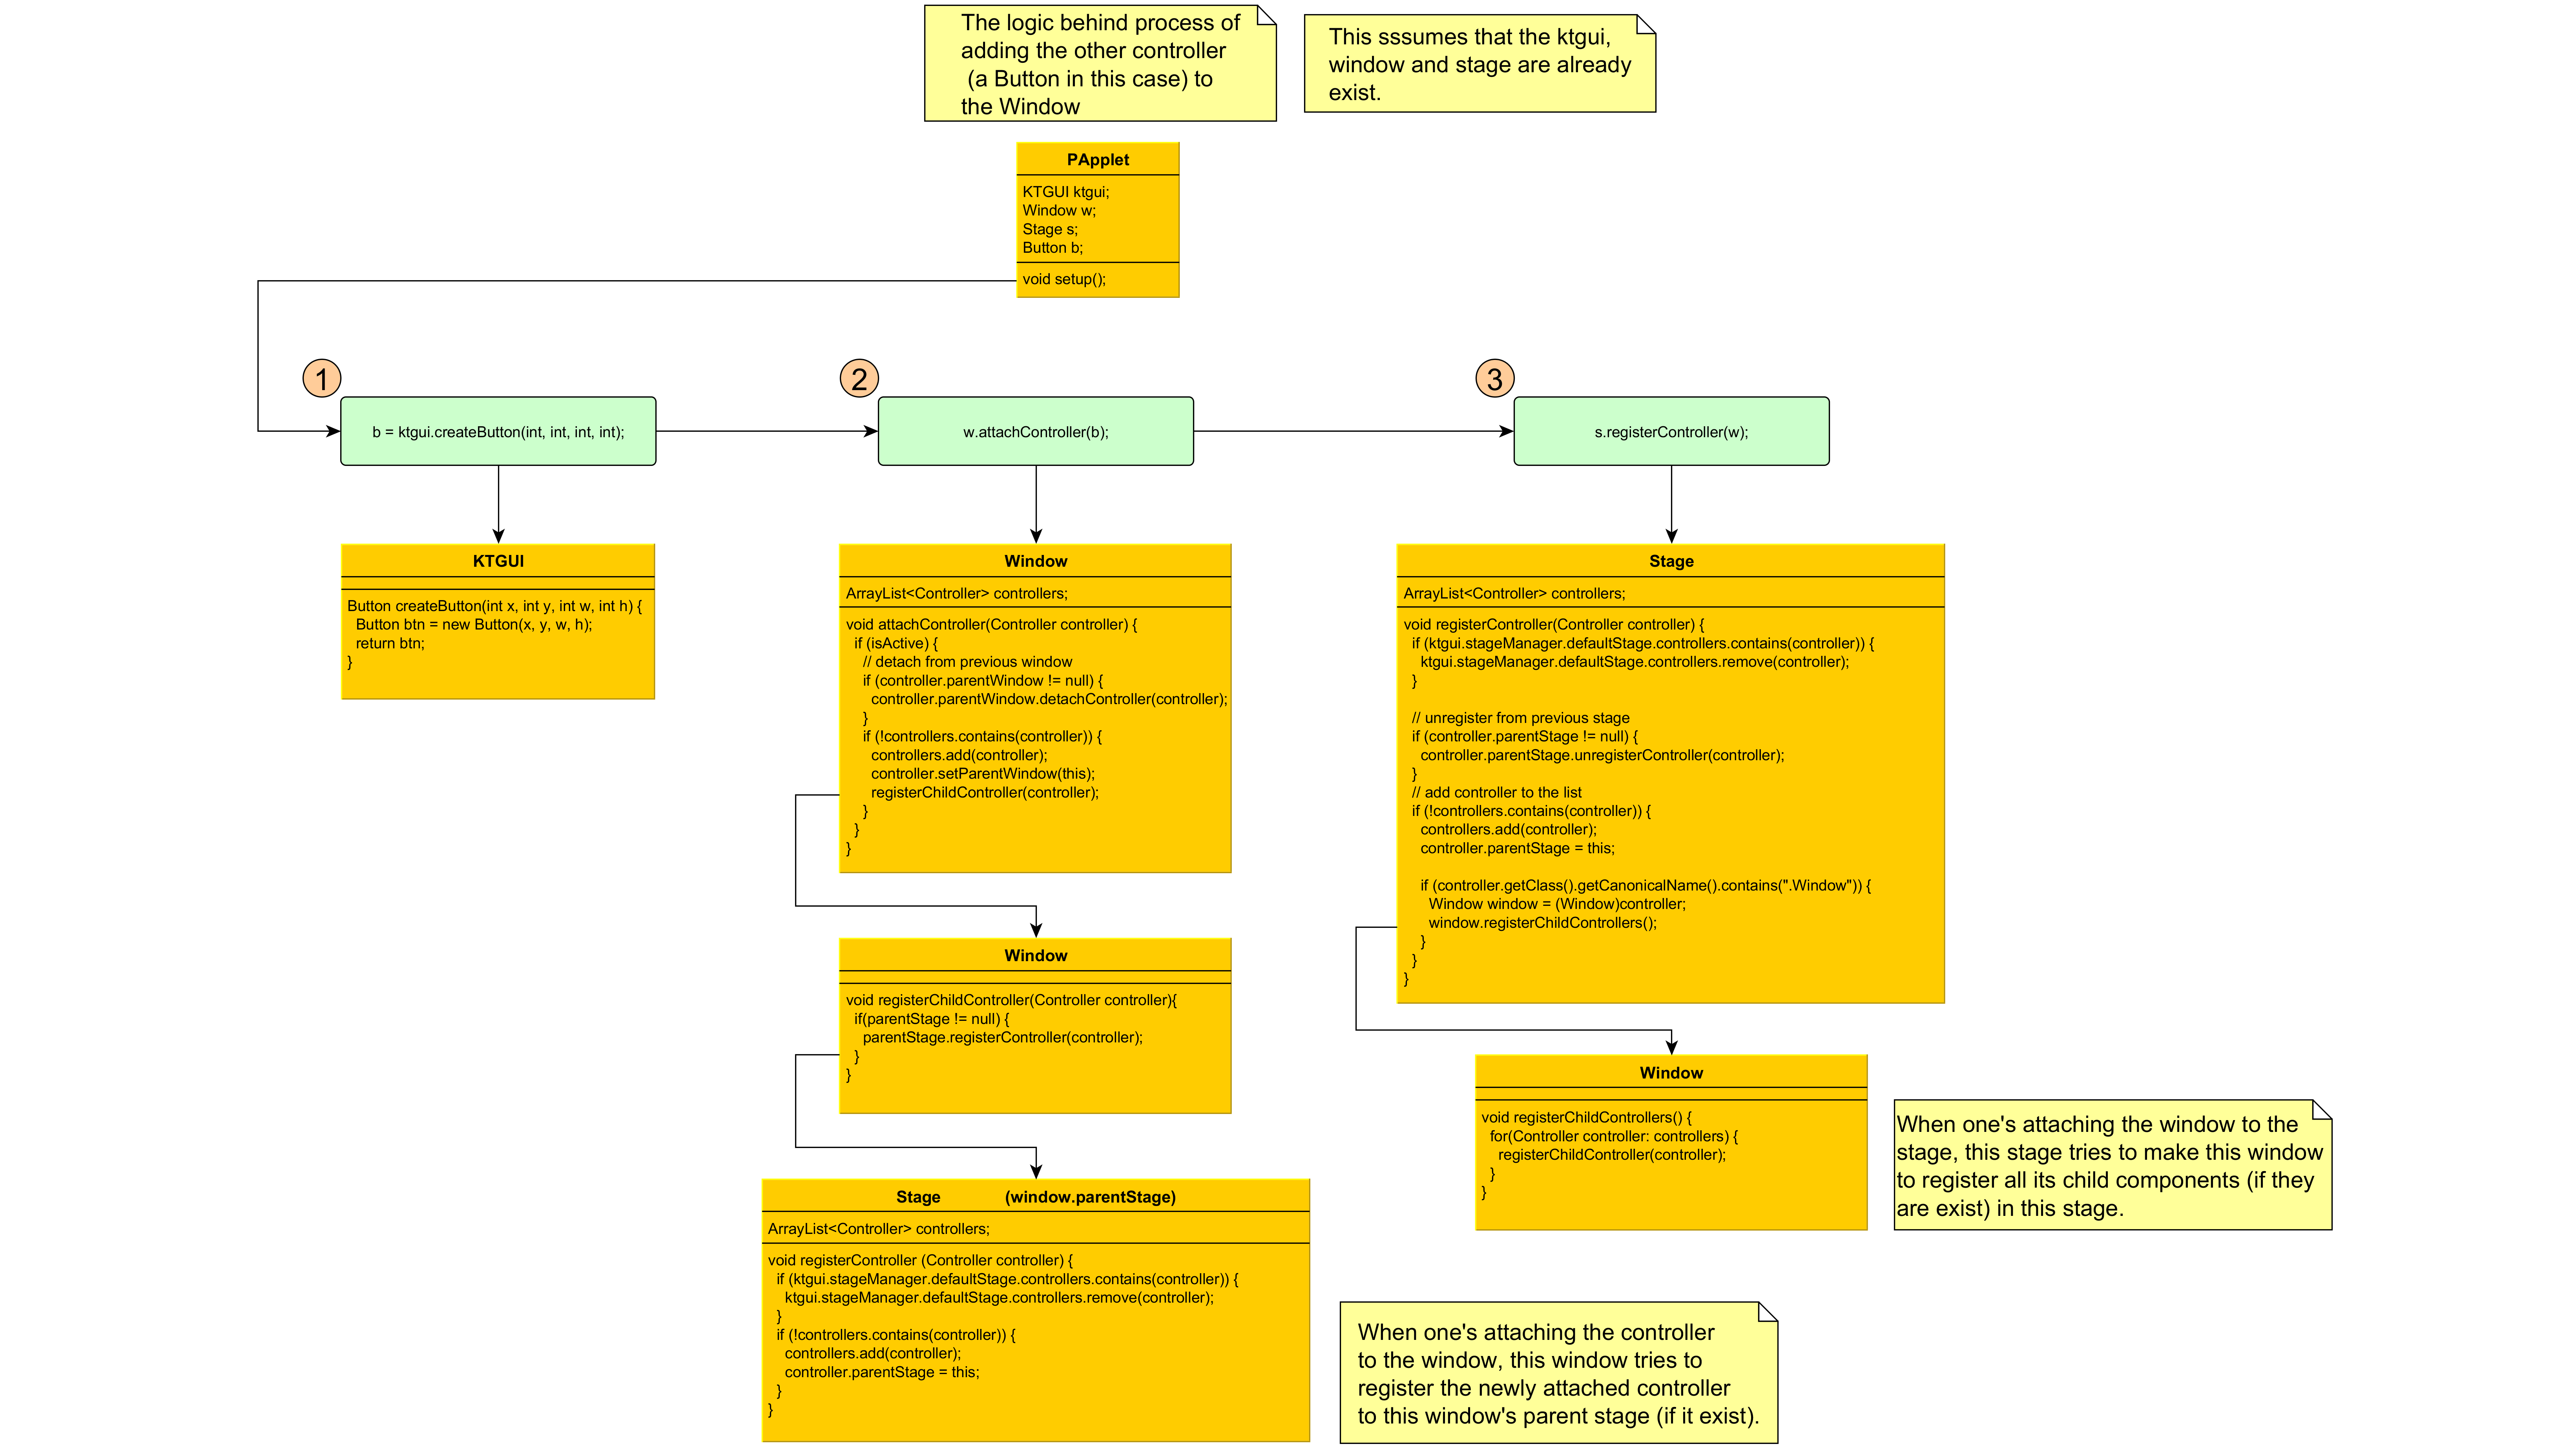 The logic behind process of
adding the other controller
(a Button in this case) to
the Window
This sssumes that the ktgui,
window and stage are already
exist.
PApplet
KTGUI ktgui;
Window w;
Stage s;
Button b;
void setup();
1
b = ktgui.createButton(int, int, int, int);
2
w.attachController(b);
3
s.registerController(w);
KTGUI
Button createButton(int x, int y, int w, int h) {
Button btn = new Button(x, y, w, h);
return btn;
}
Window
ArrayList<Controller> controllers;
void attachController(Controller controller) {
if (isActive) {
// detach from previous window
if (controller.parentWindow != null) {
controller.parentWindow.detachController(controller);
}
if (!controllers.contains(controller)) {
controllers.add(controller);
controller.setParentWindow(this);
registerChildController(controller);
}
}
}
Window
void registerChildController(Controller controller){
if(parentStage != null) {
parentStage.registerController(controller);
}
}
Stage (window.parentStage)
ArrayList<Controller> controllers;
void registerController (Controller controller) {
if (ktgui.stageManager.defaultStage.controllers.contains(controller)) {
ktgui.stageManager.defaultStage.controllers.remove(controller);
}
if (!controllers.contains(controller)) {
controllers.add(controller);
controller.parentStage = this;
}
}
Stage
ArrayList<Controller> controllers;
void registerController(Controller controller) {
if (ktgui.stageManager.defaultStage.controllers.contains(controller)) {
ktgui.stageManager.defaultStage.controllers.remove(controller);
}
// unregister from previous stage
if (controller.parentStage != null) {
controller.parentStage.unregisterController(controller);
}
// add controller to the list
if (!controllers.contains(controller)) {
controllers.add(controller);
controller.parentStage = this;
if (controller.getClass().getCanonicalName().contains(".Window")) {
Window window = (Window)controller;
window.registerChildControllers();
}
}
}
Window
void registerChildControllers() {
for(Controller controller: controllers) {
registerChildController(controller);
}
}
When one's attaching the window to the
stage, this stage tries to make this window
to register all its child components (if they
are exist) in this stage.
When one's attaching the controller
to the window, this window tries to
register the newly attached controller
to this window's parent stage (if it exist).